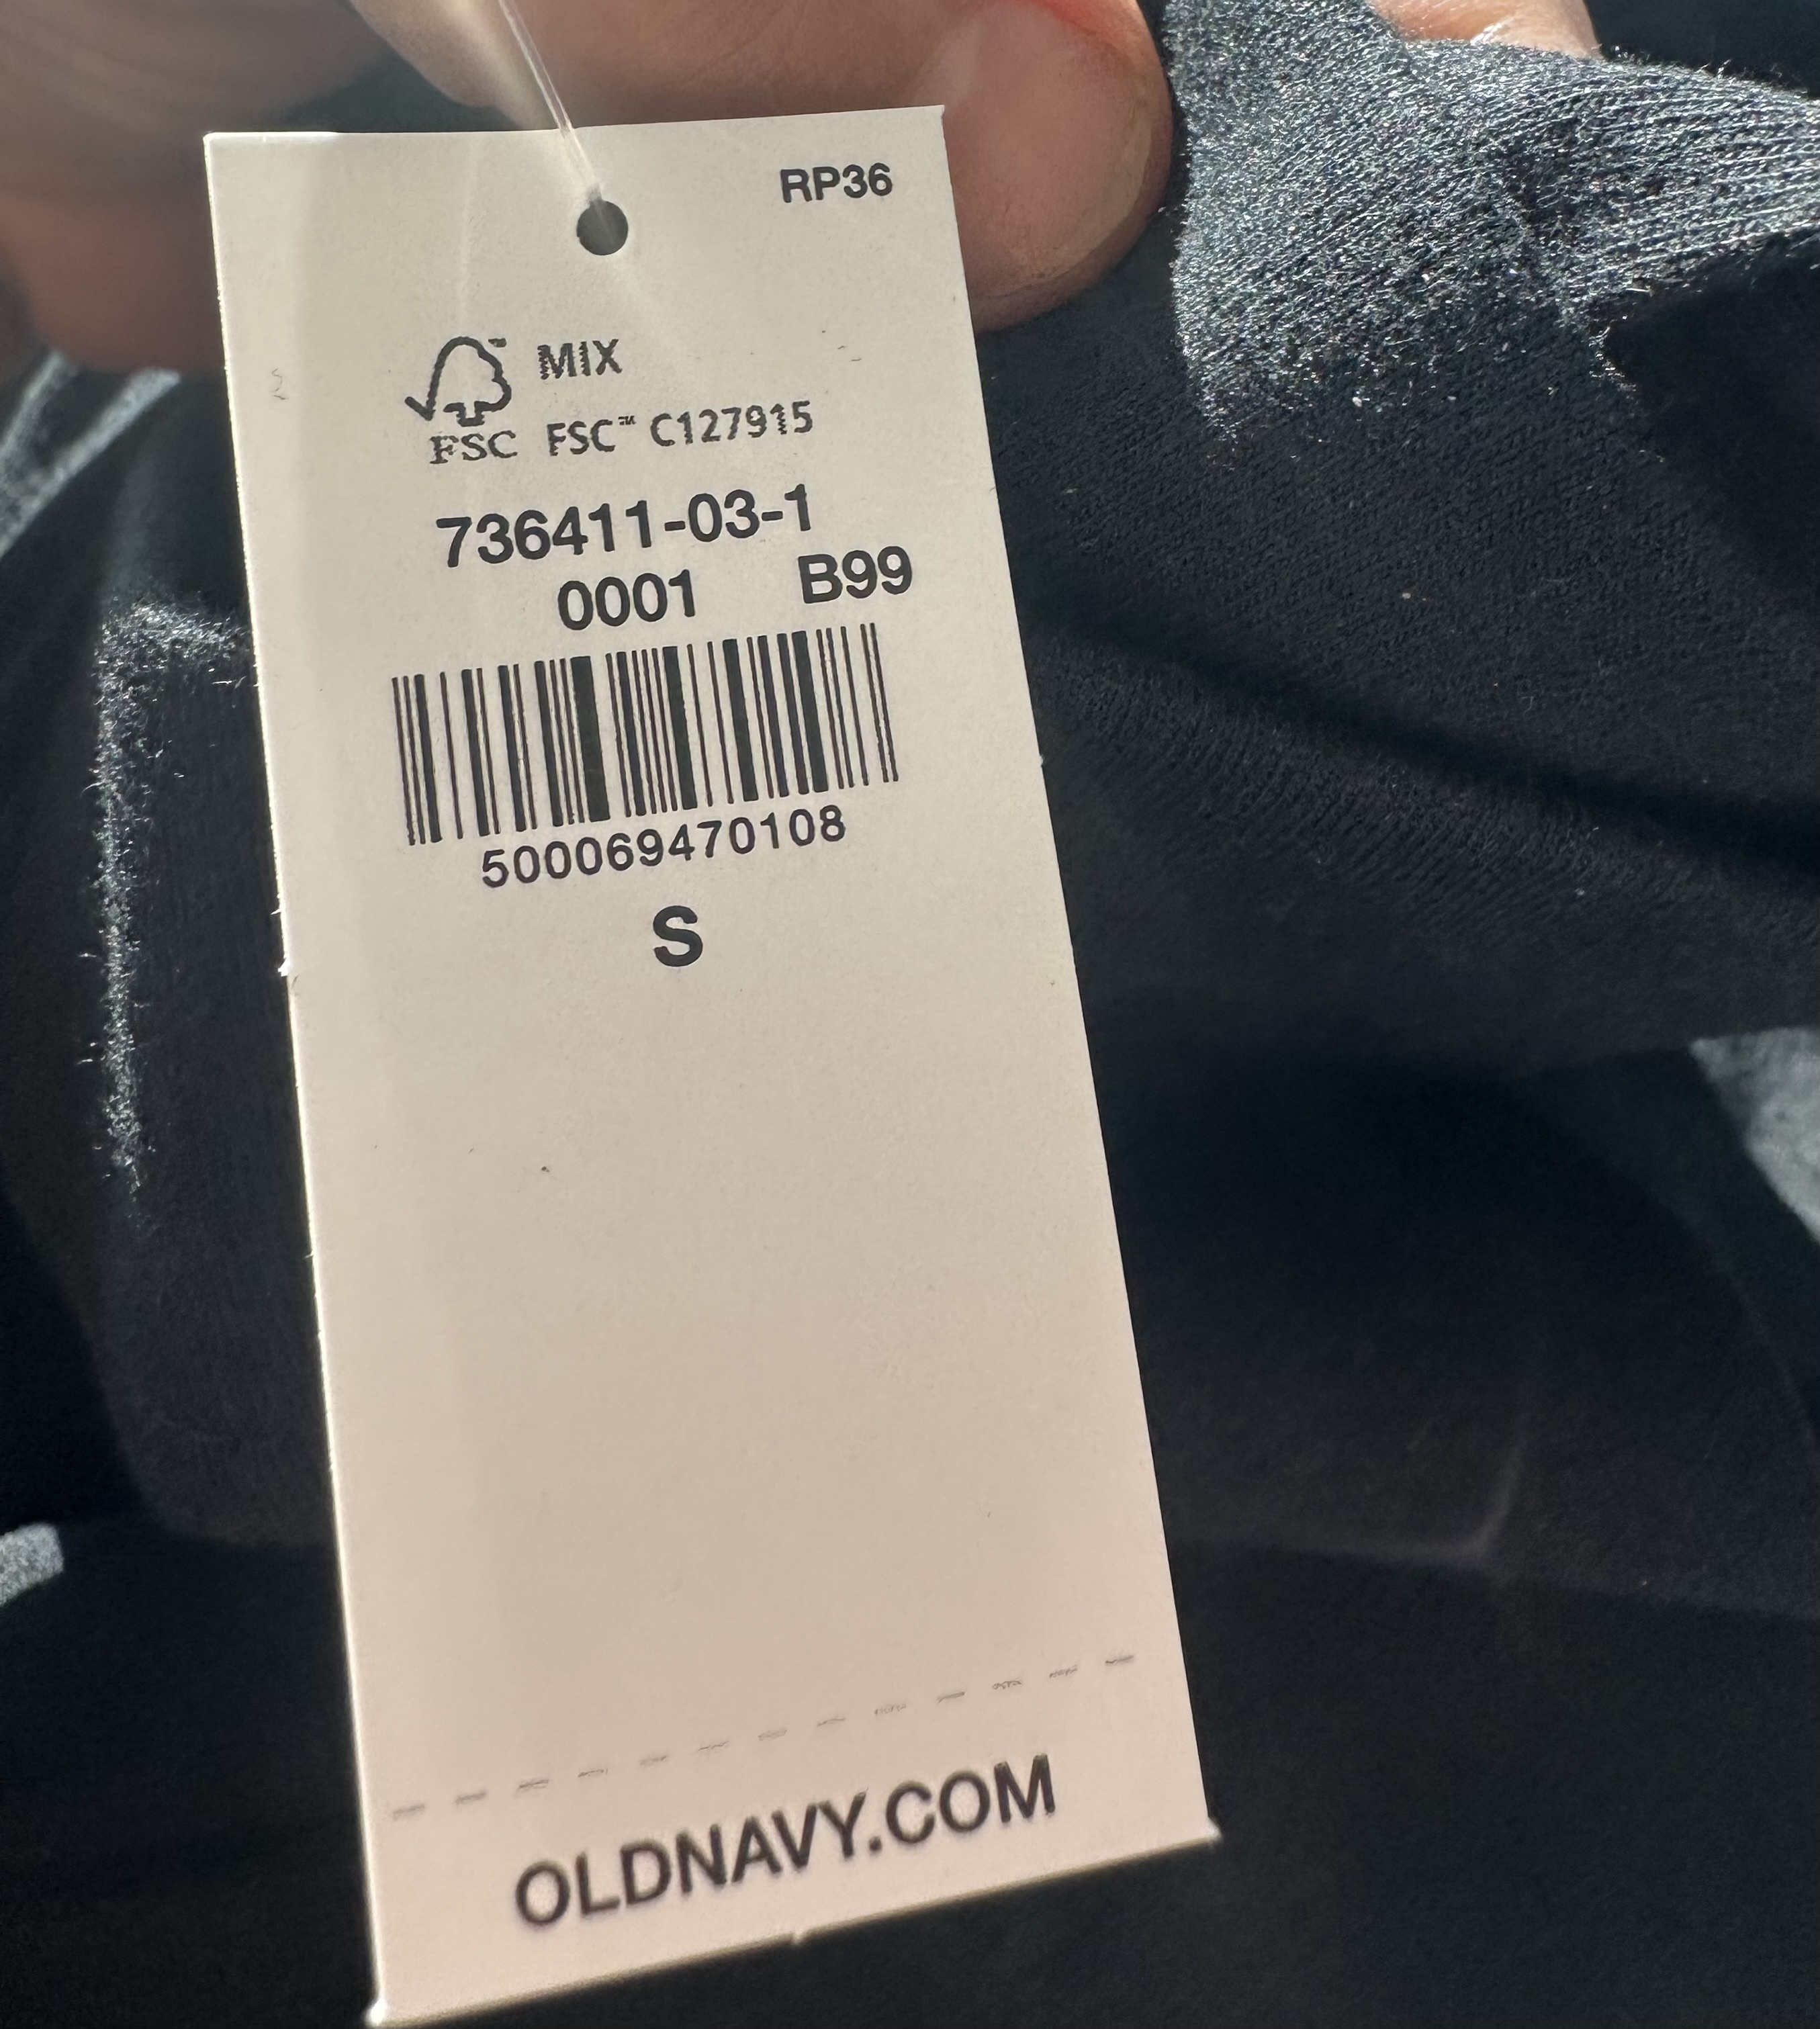 RP36
MIX
FSC FSC™ C127915
736411-03-1
0001 B99
500069470108
S
OLDNAVY.COM